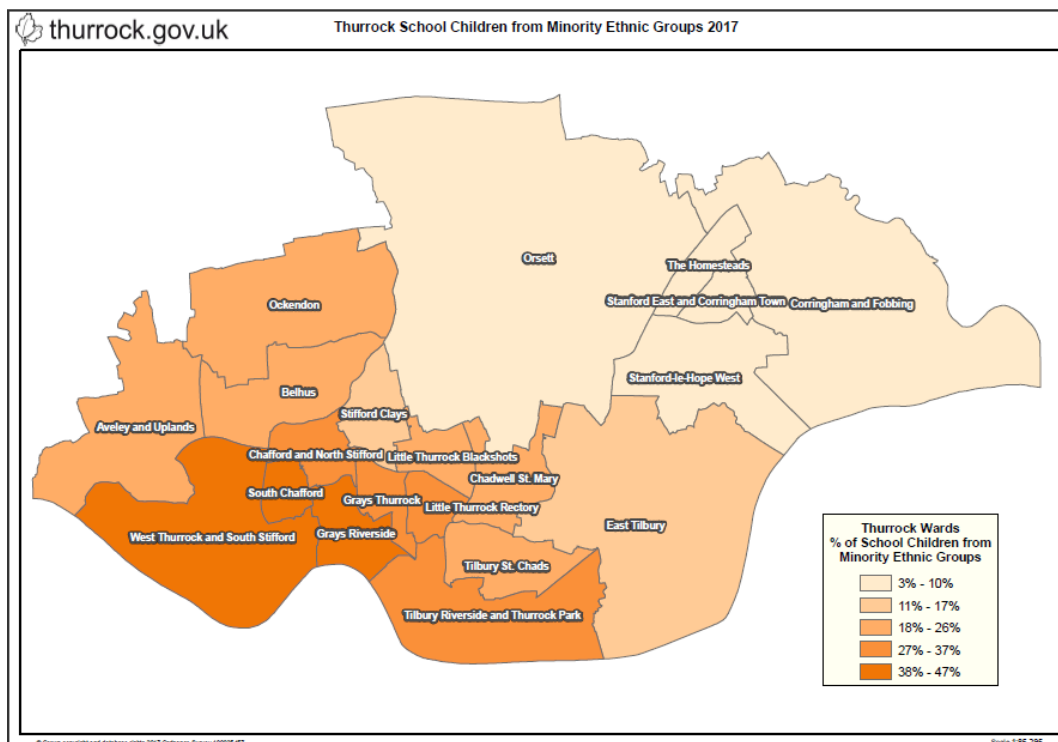 thurrock.gov.uk
Thurrock School Children from Minority Ethnic Groups 2017
Orsett
The Homesteads
Stanford East and Corringham Town
Corringham and Fobbing
Ockendon
Stanford-le-Hope West
Belhus
Stifford Clays
Aveley and Uplands
Chafford and North Stifford
Little Thurrock Blackshots
Chadwell St. Mary
South Chafford
Grays Thurrock
Little Thurrock Rectory
East Tilbury
West Thurrock and South Stifford
Grays Riverside
Tilbury St. Chads
Tilbury Riverside and Thurrock Park
Thurrock Wards
% of School Children from
Minority Ethnic Groups
3% - 10%
11% - 17%
18% - 26%
27% - 37%
38% - 47%